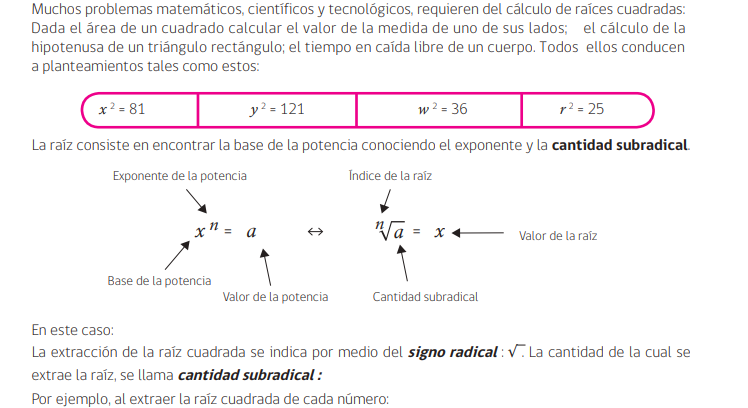 Muchos problemas matemáticos, científicos y tecnológicos, requieren del cálculo de raíces cuadradas:
Dada el área de un cuadrado calcular el valor de la medida de uno de sus lados; el cálculo de la
hipotenusa de un triángulo rectángulo; el tiempo en caída libre de un cuerpo. Todos ellos conducen
a planteamientos tales como estos:
x² = 81 y² = 121 w² = 36 r² = 25
La raíz consiste en encontrar la base de la potencia conociendo el exponente y la cantidad subradical.
Exponente de la potencia Índice de la raíz
xⁿ = a ↔ ⁿ√a = x Valor de la raíz
Base de la potencia
Valor de la potencia Cantidad subradical
En este caso:
La extracción de la raíz cuadrada se indica por medio del signo radical : √ . La cantidad de la cual se
extrae la raíz, se llama cantidad subradical :
Por ejemplo, al extraer la raíz cuadrada de cada número: